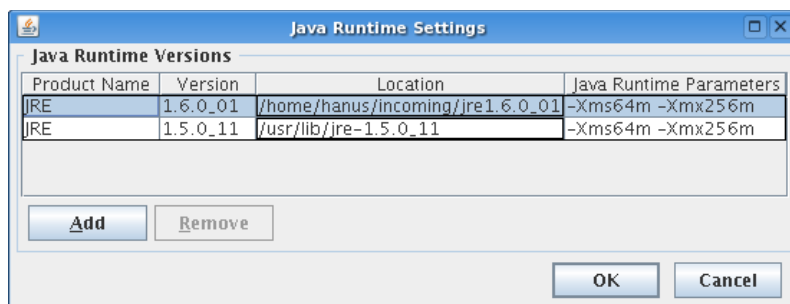 Java Runtime Settings
Java Runtime Versions
Product Name Version Location Java Runtime Parameters
JRE 1.6.0_01 /home/hanus/incoming/jre1.6.0_01 -Xms64m -Xmx256m
JRE 1.5.0_11 /usr/lib/jre-1.5.0_11 -Xms64m -Xmx256m
Add Remove
OK Cancel